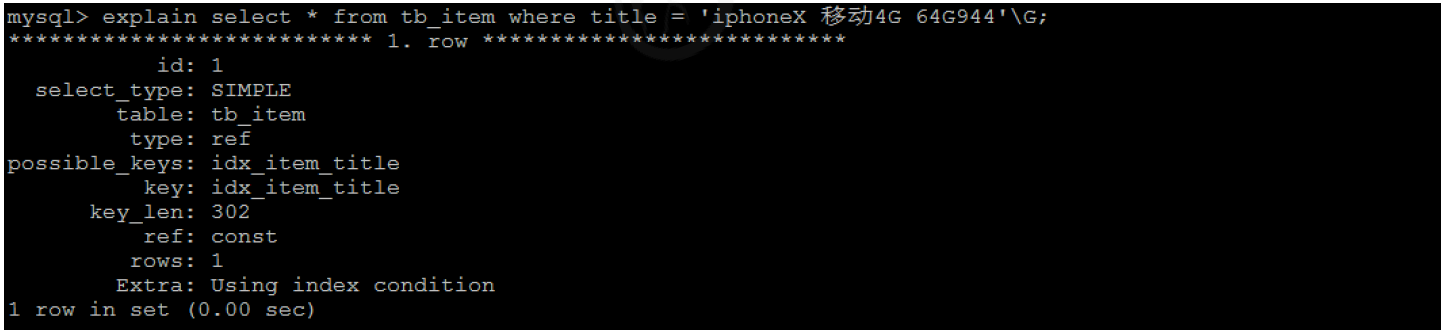 mysql> explain select * from tb_item where title = 'iphoneX 移动4G 64G944'\G;
*************************** 1. row ***************************
id: 1
select_type: SIMPLE
table: tb_item
type: ref
possible_keys: idx_item_title
key: idx_item_title
key_len: 302
ref: const
rows: 1
Extra: Using index condition
1 row in set (0.00 sec)